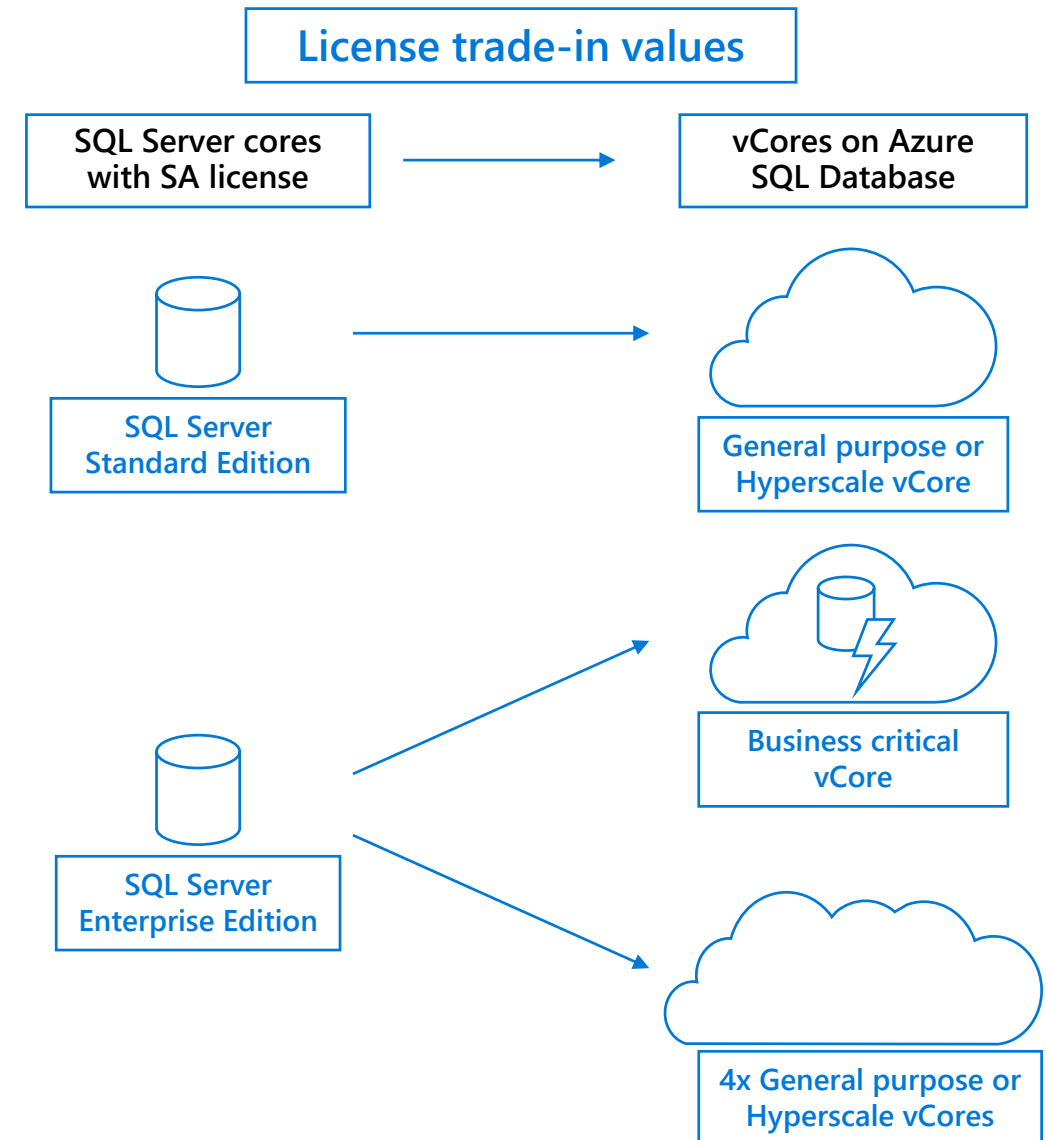 License trade-in values
SQL Server cores
with SA license
vCores on Azure
SQL Database
SQL Server
Standard Edition
General purpose or
Hyperscale vCore
Business critical
vCore
SQL Server
Enterprise Edition
4x General purpose or
Hyperscale vCores